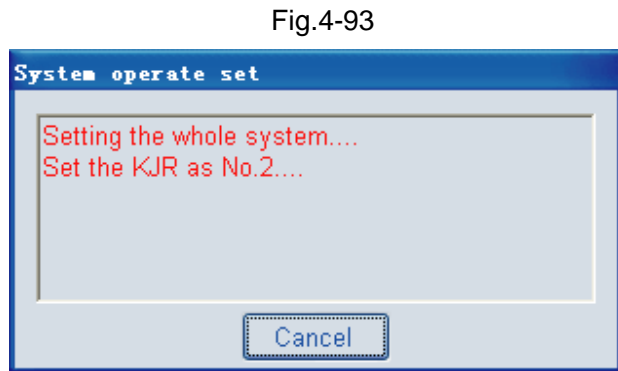 Fig.4-93
System operate set
Setting the whole system....
Set the KJR as No.2....
Cancel